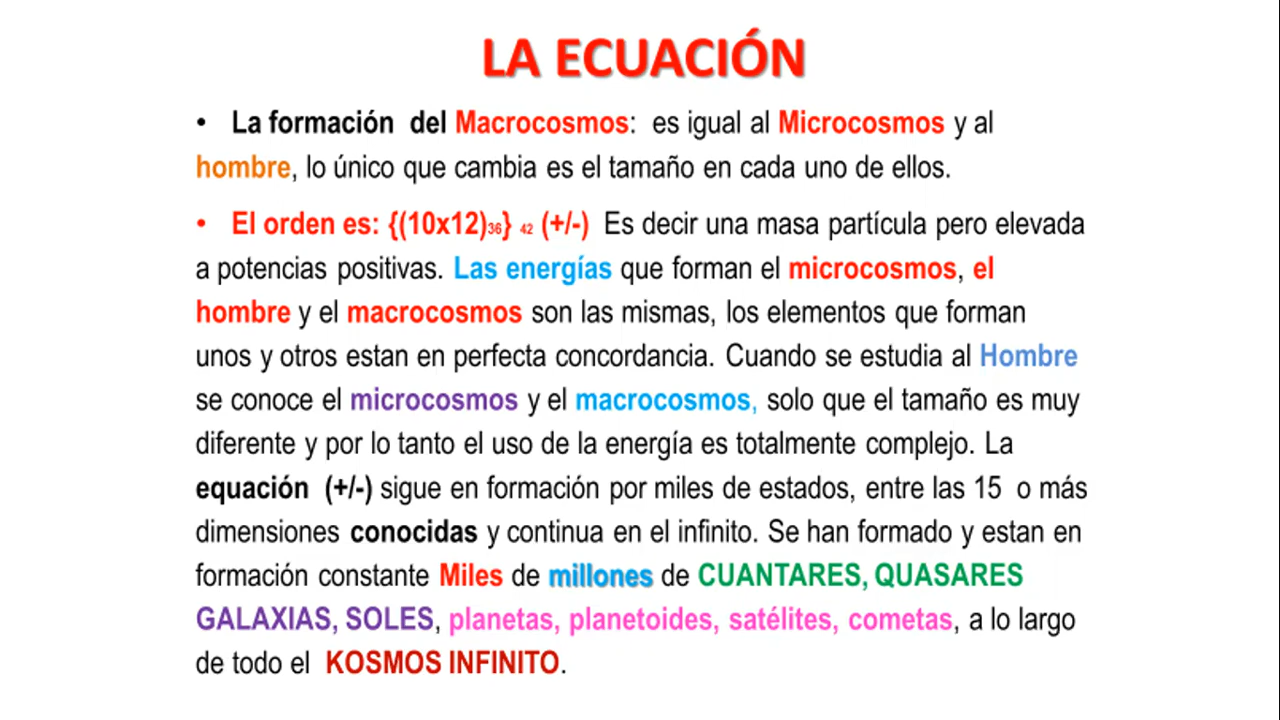 LA ECUACIÓN
• La formación del Macrocosmos: es igual al Microcosmos y al
hombre, lo único que cambia es el tamaño en cada uno de ellos.
• El orden es: {(10x12)36} 42 (+/-) Es decir una masa partícula pero elevada
a potencias positivas. Las energías que forman el microcosmos, el
hombre y el macrocosmos son las mismas, los elementos que forman
unos y otros estan en perfecta concordancia. Cuando se estudia al Hombre
se conoce el microcosmos y el macrocosmos, solo que el tamaño es muy
diferente y por lo tanto el uso de la energía es totalmente complejo. La
equación (+/-) sigue en formación por miles de estados, entre las 15 o más
dimensiones conocidas y continua en el infinito. Se han formado y estan en
formación constante Miles de millones de CUANTARES, QUASARES
GALAXIAS, SOLES, planetas, planetoides, satélites, cometas, a lo largo
de todo el KOSMOS INFINITO.